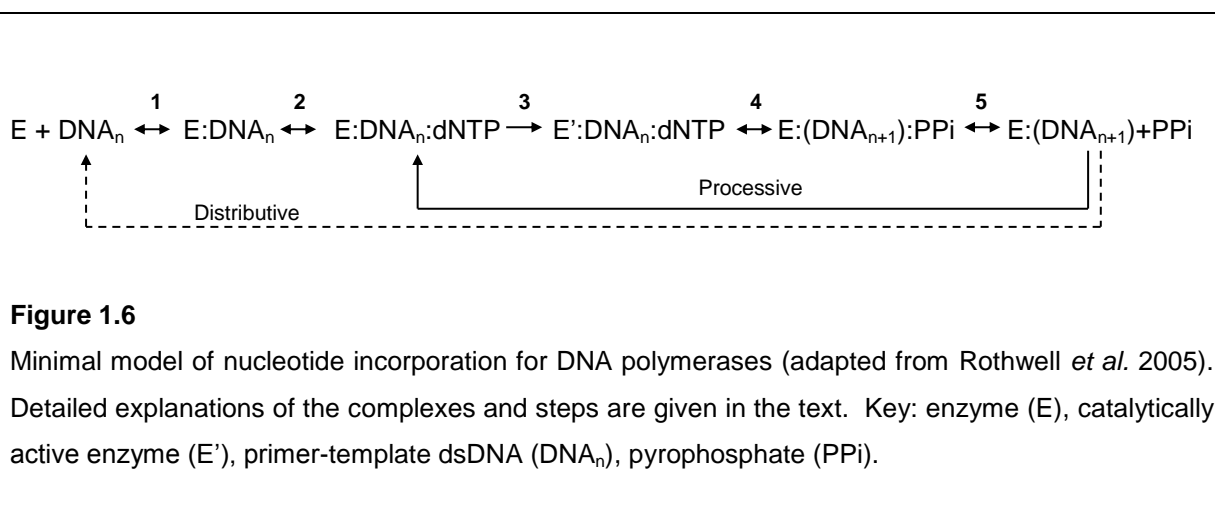 1 2 3 4 5
E + DNAₙ ↔ E:DNAₙ ↔ E:DNAₙ:dNTP → E’:DNAₙ:dNTP ↔ E:(DNAₙ₊₁):PPi ↔ E:(DNAₙ₊₁)+PPi
Processive
Distributive
Figure 1.6
Minimal model of nucleotide incorporation for DNA polymerases (adapted from Rothwell et al. 2005).
Detailed explanations of the complexes and steps are given in the text. Key: enzyme (E), catalytically
active enzyme (E’), primer-template dsDNA (DNAₙ), pyrophosphate (PPi).